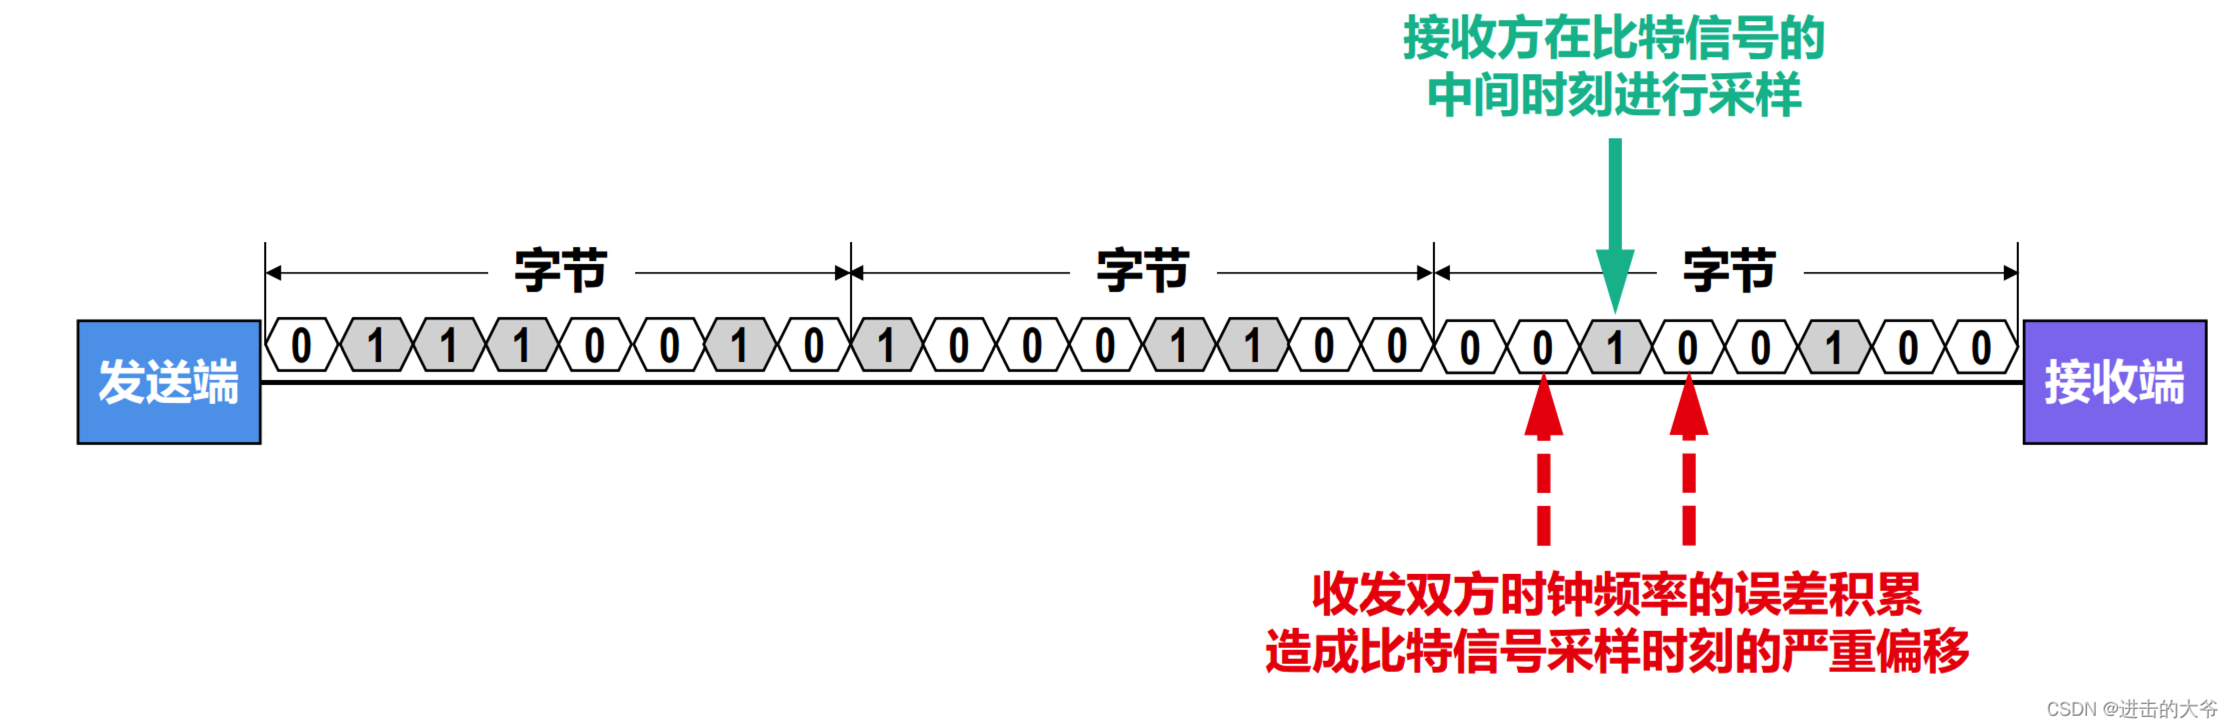 接收方在比特信号的
中间时刻进行采样
字节 字节 字节
0 1 1 1 0 0 1 0 1 0 0 0 1 1 0 0 0 0 1 0 0 1 0 0
发送端 接收端
收发双方时钟频率的误差积累
造成比特信号采样时刻的严重偏移
CSDN @进击的大爷